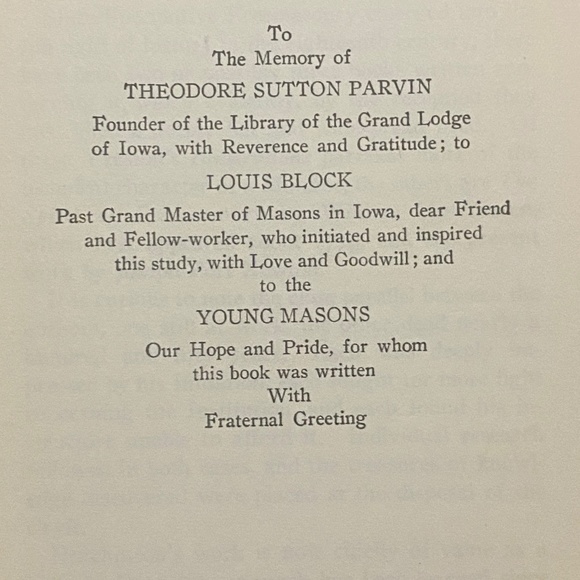 To
The Memory of
THEODORE SUTTON PARVIN
Founder of the Library of the Grand Lodge
of Iowa, with Reverence and Gratitude; to
LOUIS BLOCK
Past Grand Master of Masons in Iowa, dear Friend
and Fellow-worker, who initiated and inspired
this study, with Love and Goodwill; and
to the
YOUNG MASONS
Our Hope and Pride, for whom
this book was written
With
Fraternal Greeting